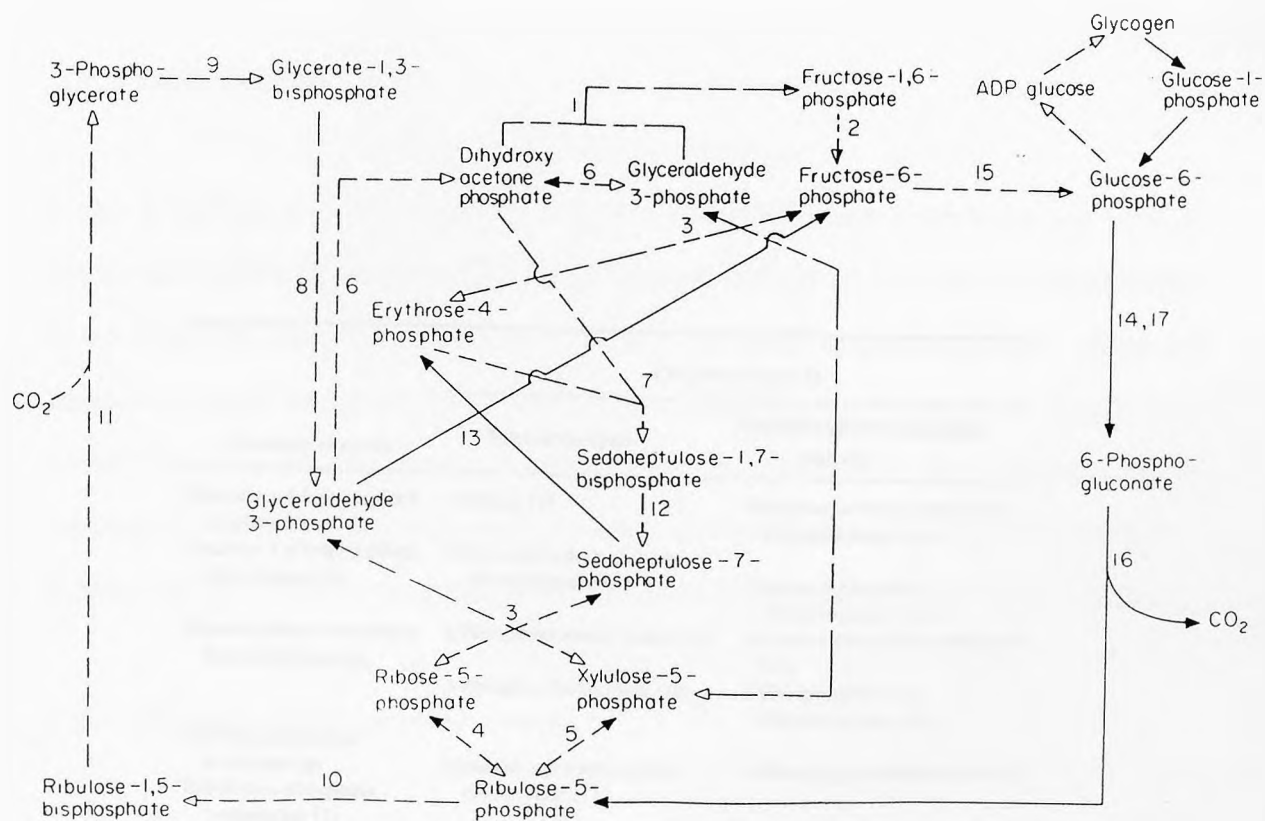 Glycogen
9
3-Phospho-
glycerate
Glycerate-1,3-
bisphosphate
Fructose-1,6-
phosphate
ADP glucose
Glucose-1-
phosphate
1
2
Dihydroxy
acetone
phosphate
6
Glyceraldehyde
3-phosphate
Fructose-6-
phosphate
15
Glucose-6-
phosphate
3
8
6
Erythrose-4-
phosphate
14,17
7
CO2
11
13
Sedoheptulose-1,7-
bisphosphate
6-Phospho-
gluconate
Glyceraldehyde
3-phosphate
12
Sedoheptulose-7-
phosphate
16
3
CO2
Ribose-5-
phosphate
Xylulose-5-
phosphate
4
5
Ribulose-1,5-
bisphosphate
10
Ribulose-5-
phosphate